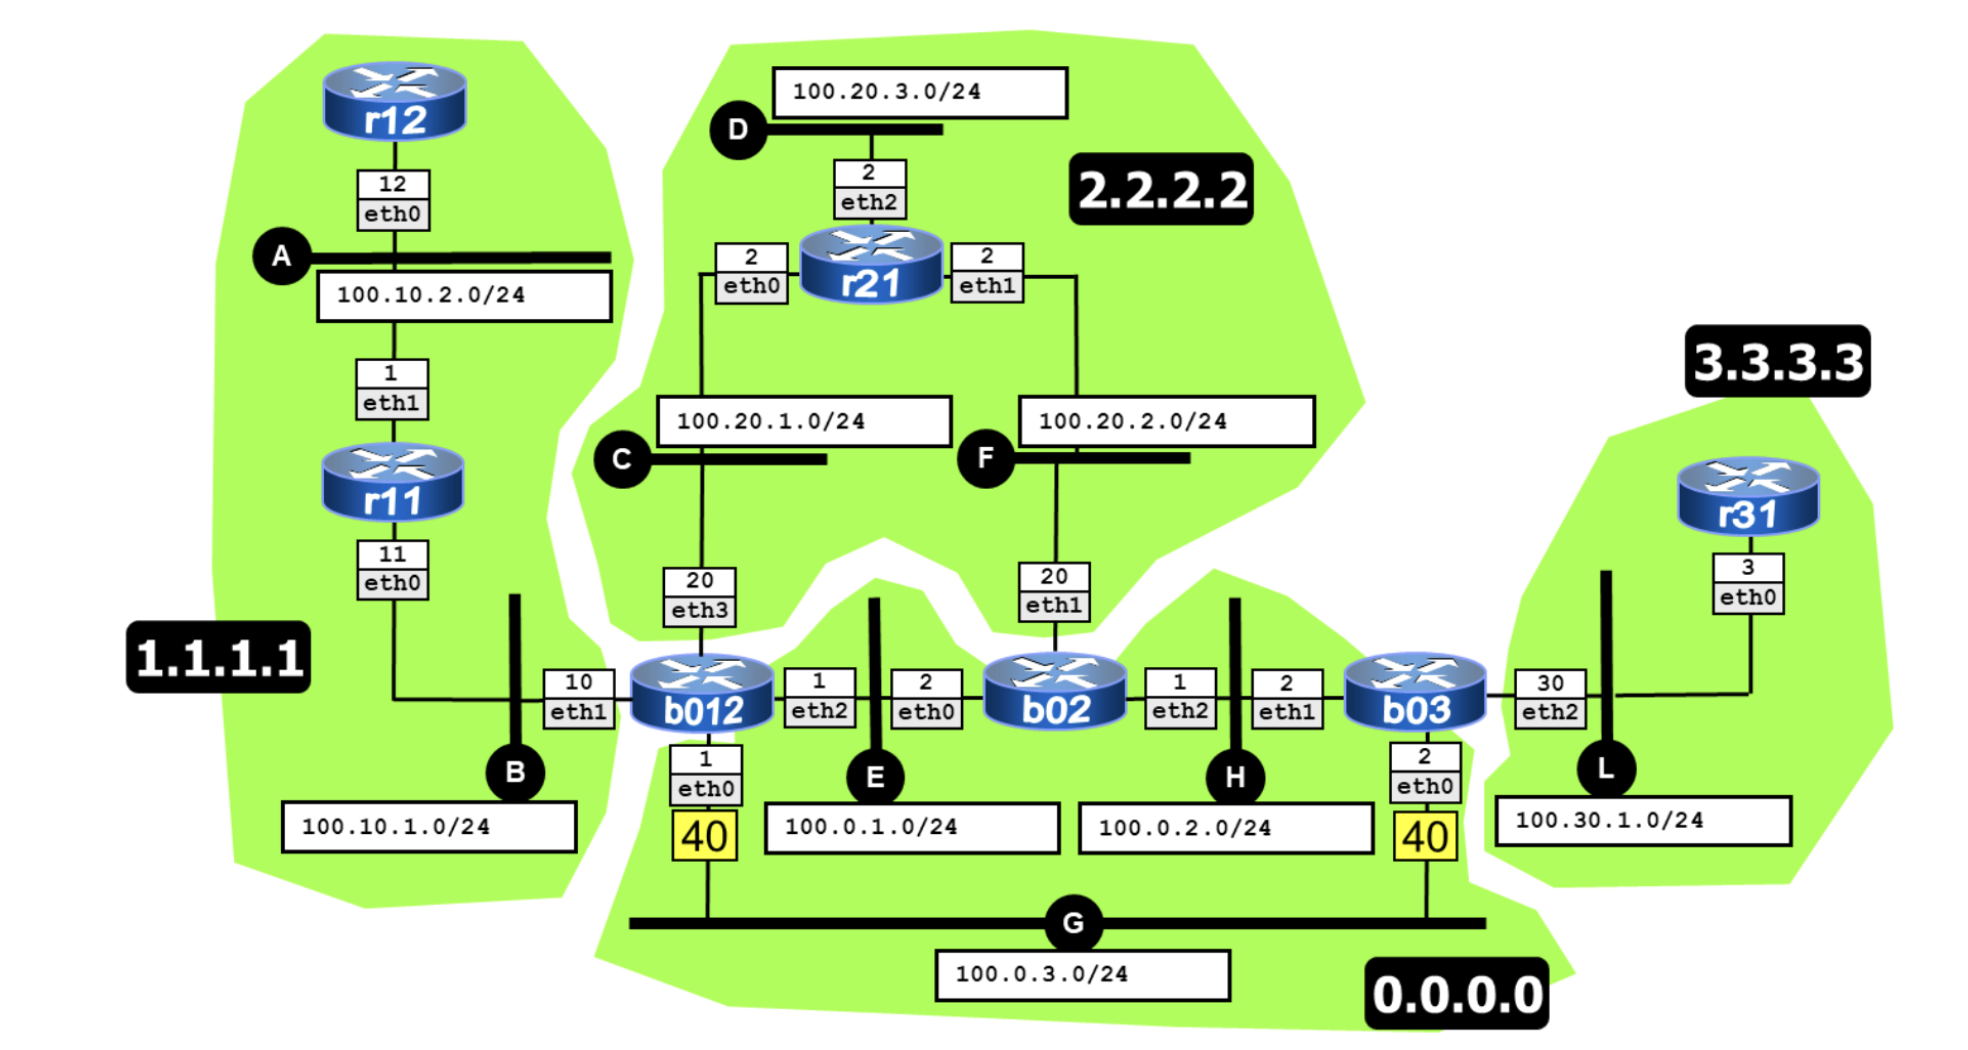 r12
12
eth0
A
100.10.2.0/24
1
eth1
r11
11
eth0
1.1.1.1
B
100.10.1.0/24
10
eth1
100.20.3.0/24
D
2
eth2
2.2.2.2
2
eth0
r21
2
eth1
100.20.1.0/24
C
100.20.2.0/24
F
20
eth3
20
eth1
b012
1
eth2
2
eth0
b02
1
eth2
2
eth1
b03
30
eth2
1
eth0
40
E
100.0.1.0/24
H
100.0.2.0/24
2
eth0
40
G
100.0.3.0/24
0.0.0.0
3.3.3.3
r31
3
eth0
L
100.30.1.0/24